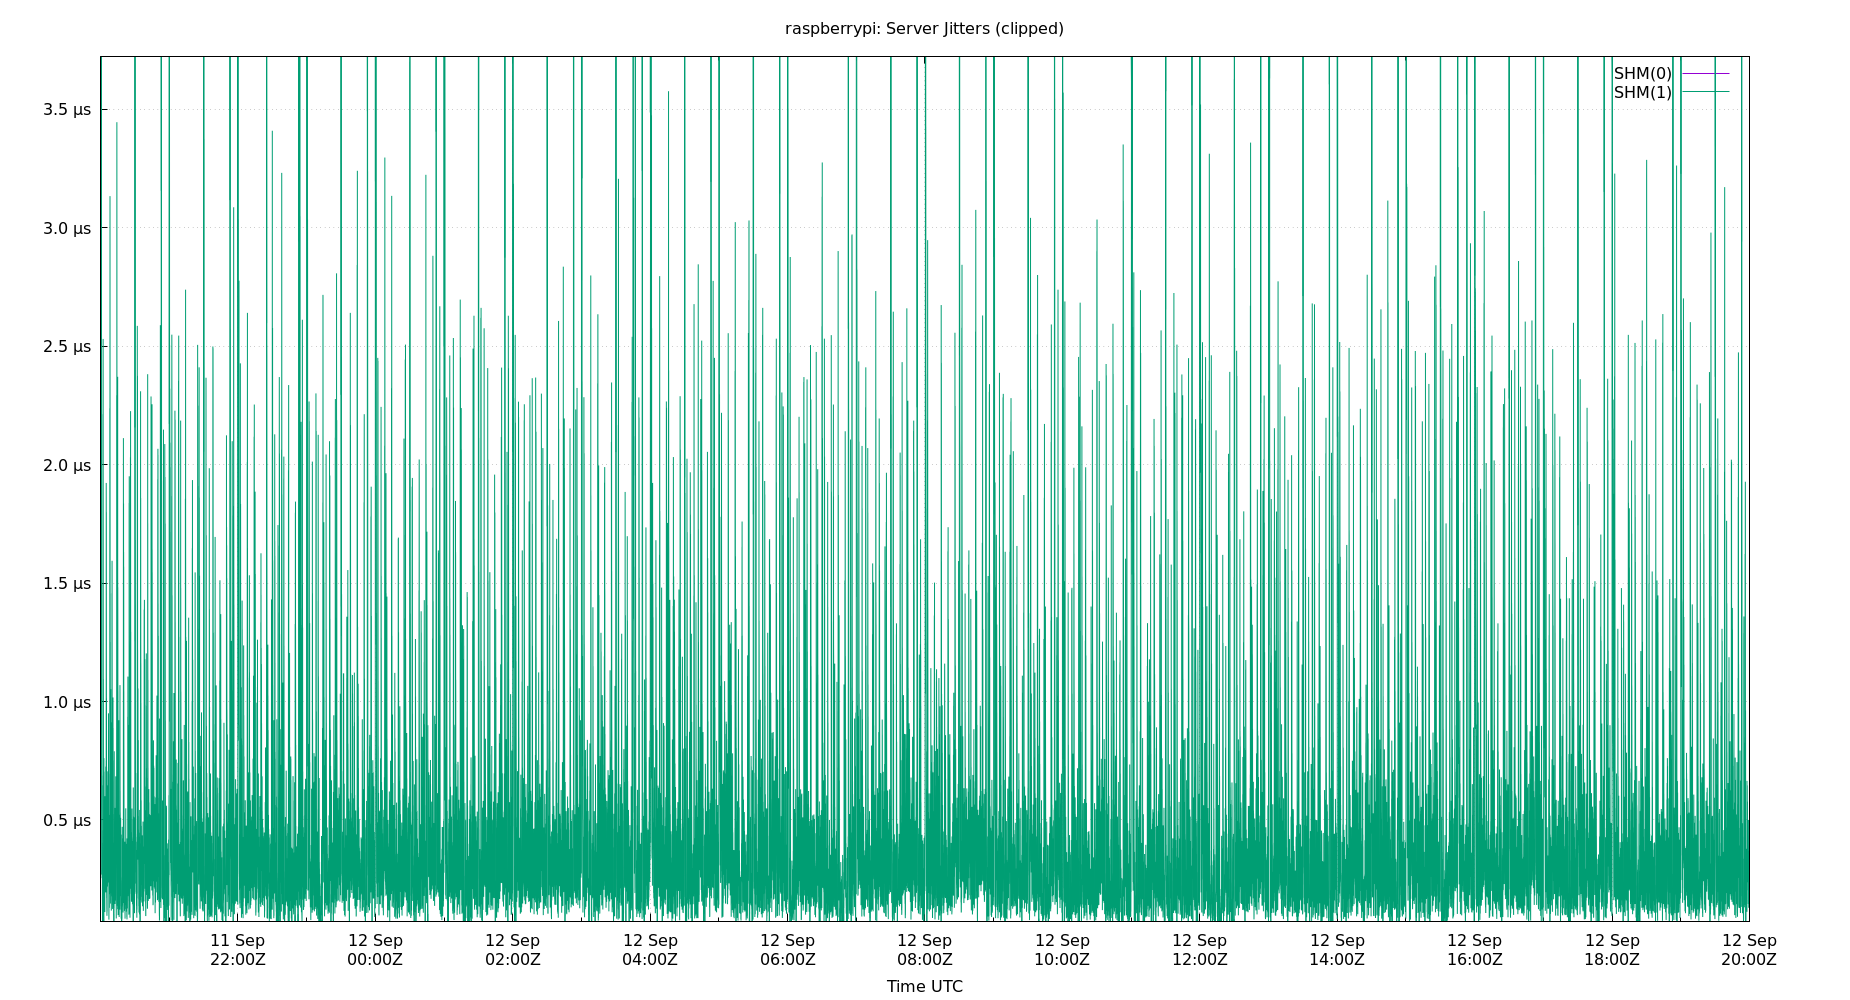 raspberrypi: Server Jitters (clipped)
SHM(0)
SHM(1)
3.5 µs
3.0 µs
2.5 µs
2.0 µs
1.5 µs
1.0 µs
0.5 µs
11 Sep 12 Sep 12 Sep 12 Sep 12 Sep 12 Sep 12 Sep 12 Sep 12 Sep 12 Sep 12 Sep 12 Sep
22:00Z 00:00Z 02:00Z 04:00Z 06:00Z 08:00Z 10:00Z 12:00Z 14:00Z 16:00Z 18:00Z 20:00Z
Time UTC